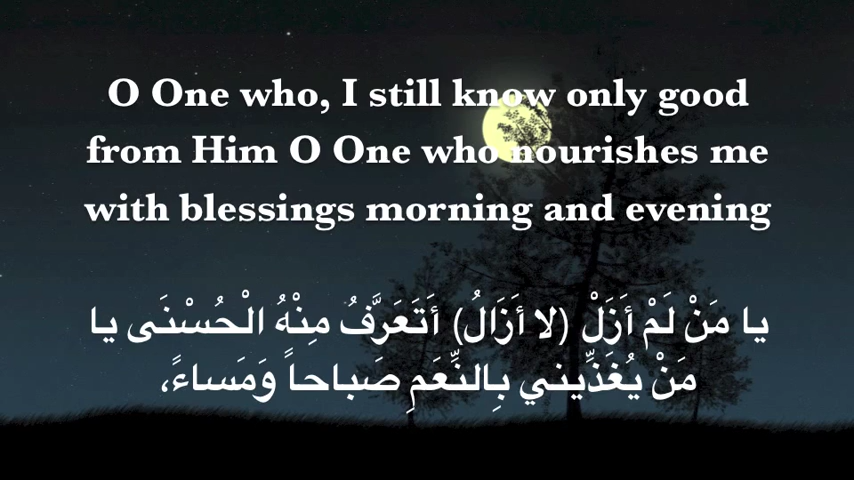 O One who, I still know only good
from Him O One who nourishes me
with blessings morning and evening
يا مَنْ لَمْ أَزَلْ (لا أَزَالُ) أَتَعَرَّفُ مِنْهُ الْحُسْنَى يا
مَنْ يُغَذِّيني بِالنِّعَمِ صَباحاً وَمَساءً،